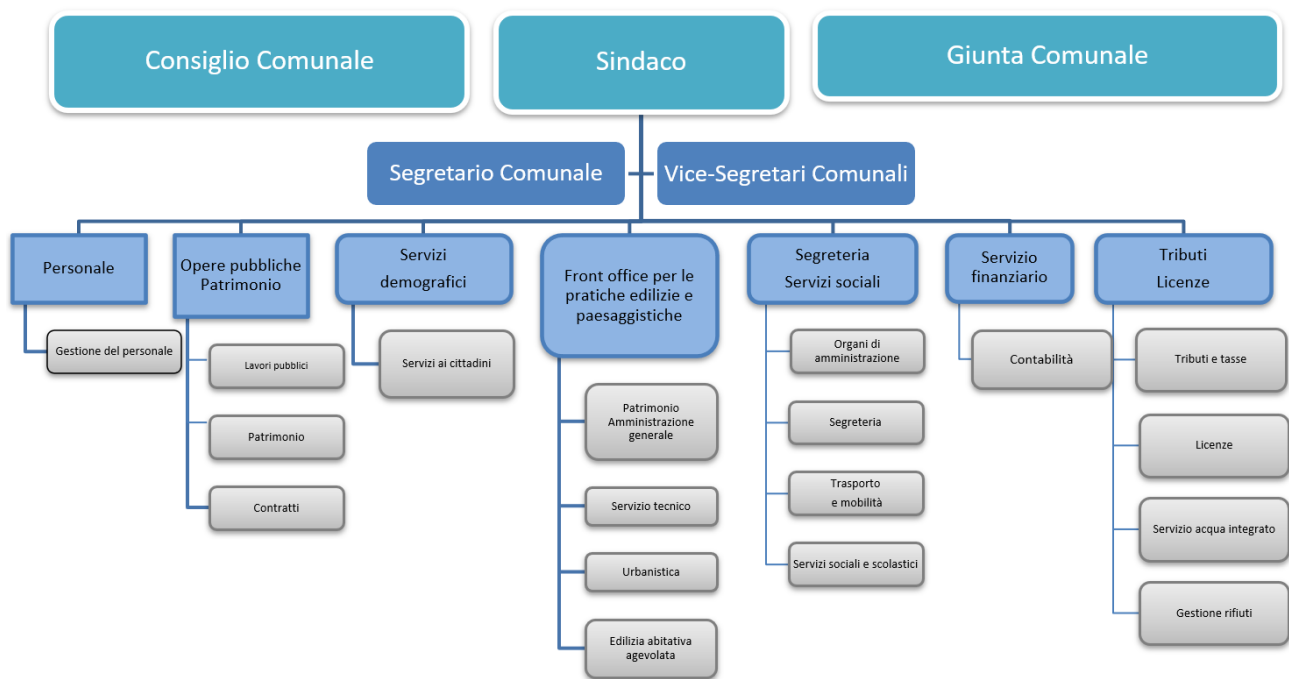 Consiglio Comunale
Sindaco
Giunta Comunale
Segretario Comunale
Vice-Segretari Comunali
Personale
Opere pubbliche
Patrimonio
Servizi
demografici
Front office per le
pratiche edilizie e
paesaggistiche
Segreteria
Servizi sociali
Servizio
finanziario
Tributi
Licenze
Gestione del personale
Lavori pubblici
Patrimonio
Contratti
Servizi ai cittadini
Patrimonio
Amministrazione
generale
Servizio tecnico
Urbanistica
Edilizia abitativa
agevolata
Organi di
amministrazione
Segreteria
Trasporto
e mobilità
Servizi sociali e scolastici
Contabilità
Tributi e tasse
Licenze
Servizio acqua integrato
Gestione rifiuti